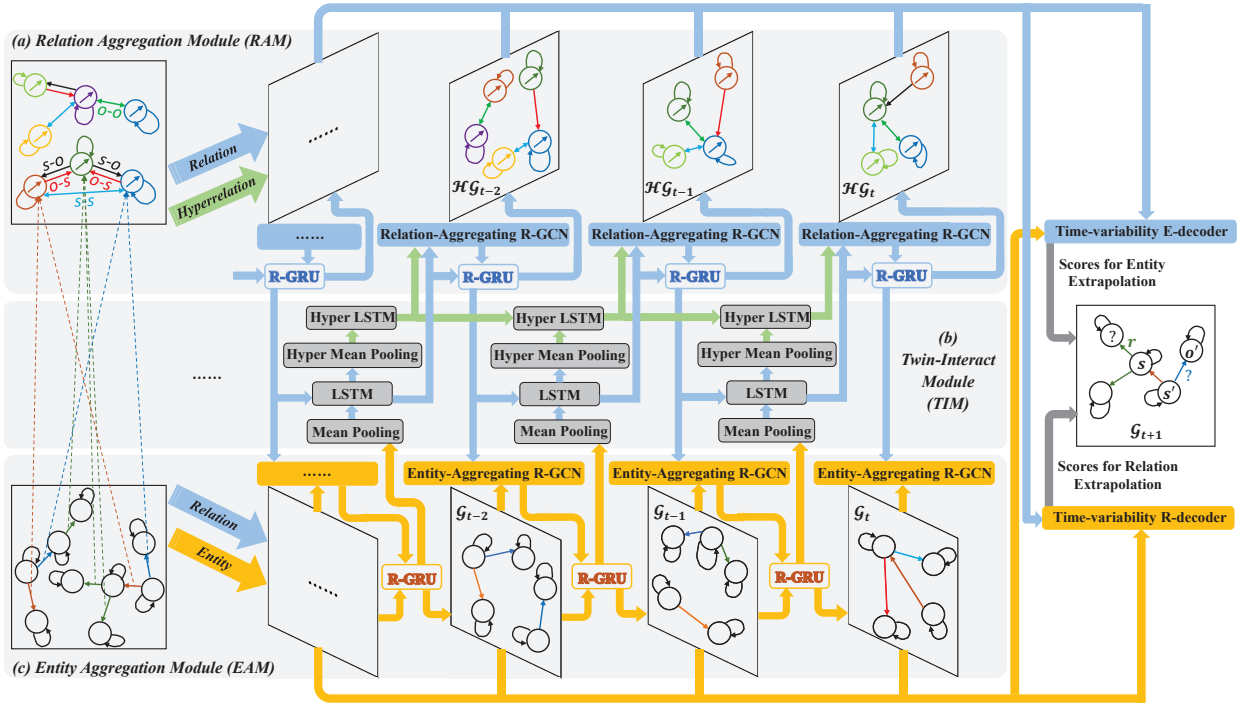 (a) Relation Aggregation Module (RAM)
o-o
s-o
s-o
o-s
o-s
s-s
Relation
Hyperrelation
......
ℋ𝒢t−2
ℋ𝒢t−1
ℋ𝒢t
......
Relation-Aggregating R-GCN
Relation-Aggregating R-GCN
Relation-Aggregating R-GCN
R-GRU
R-GRU
R-GRU
R-GRU
Time-variability E-decoder
Scores for Entity
Extrapolation
Hyper LSTM
Hyper LSTM
Hyper LSTM
Hyper Mean Pooling
Hyper Mean Pooling
Hyper Mean Pooling
......
LSTM
LSTM
LSTM
Mean Pooling
Mean Pooling
Mean Pooling
(b)
Twin-Interact
Module
(TIM)
?
r
s
o'
?
s'
𝒢t+1
Scores for Relation
Extrapolation
Time-variability R-decoder
......
Entity-Aggregating R-GCN
Entity-Aggregating R-GCN
Entity-Aggregating R-GCN
Relation
Entity
......
𝒢t−2
𝒢t−1
𝒢t
R-GRU
R-GRU
R-GRU
(c) Entity Aggregation Module (EAM)